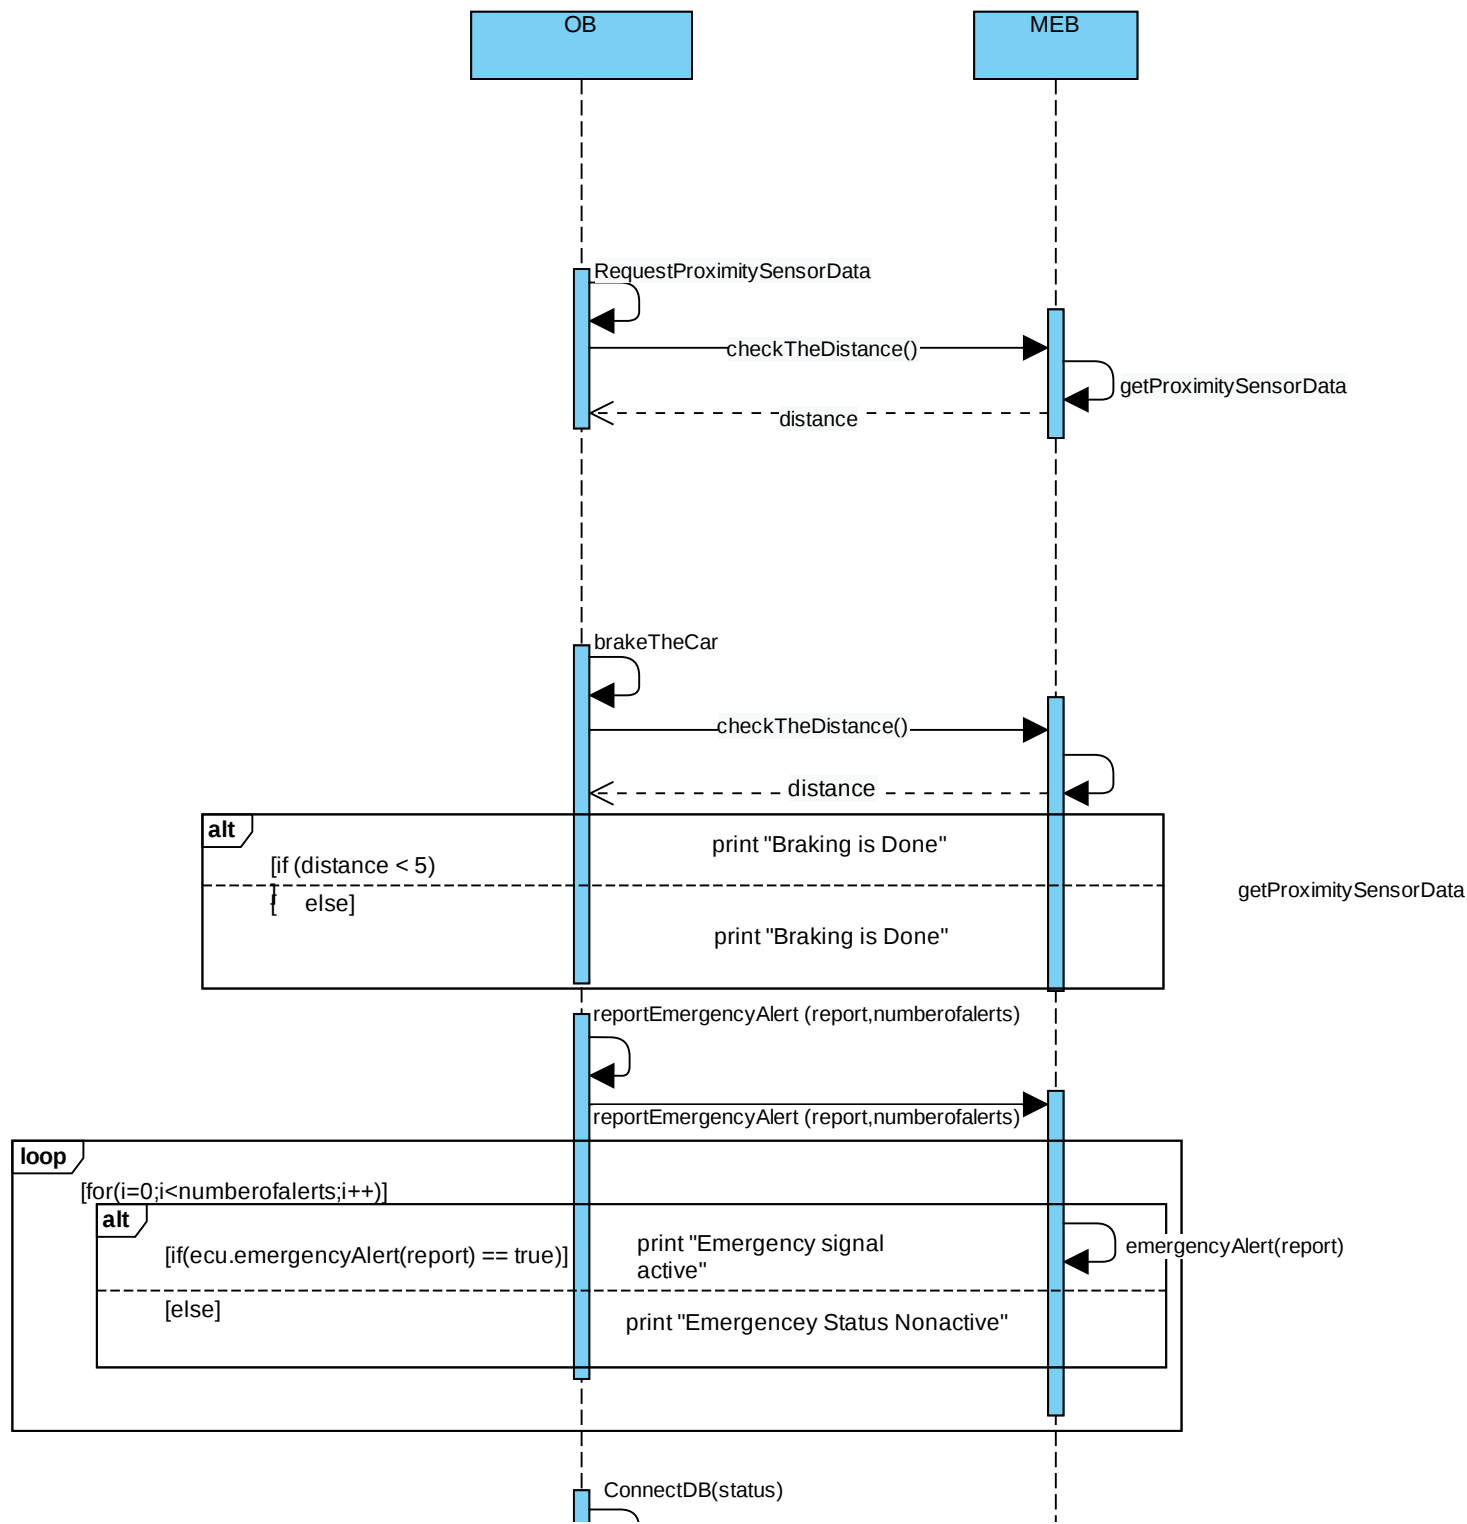 OB
MEB
RequestProximitySensorData
checkTheDistance()
getProximitySensorData
distance
brakeTheCar
checkTheDistance()
distance
alt
print "Braking is Done"
[if (distance < 5)
]
getProximitySensorData
[ else]
print "Braking is Done"
reportEmergencyAlert (report,numberofalerts)
reportEmergencyAlert (report,numberofalerts)
loop
[for(i=0;i<numberofalerts;i++)]
alt
[if(ecu.emergencyAlert(report) == true)]
print "Emergency signal
active"
emergencyAlert(report)
[else]
print "Emergencey Status Nonactive"
ConnectDB(status)